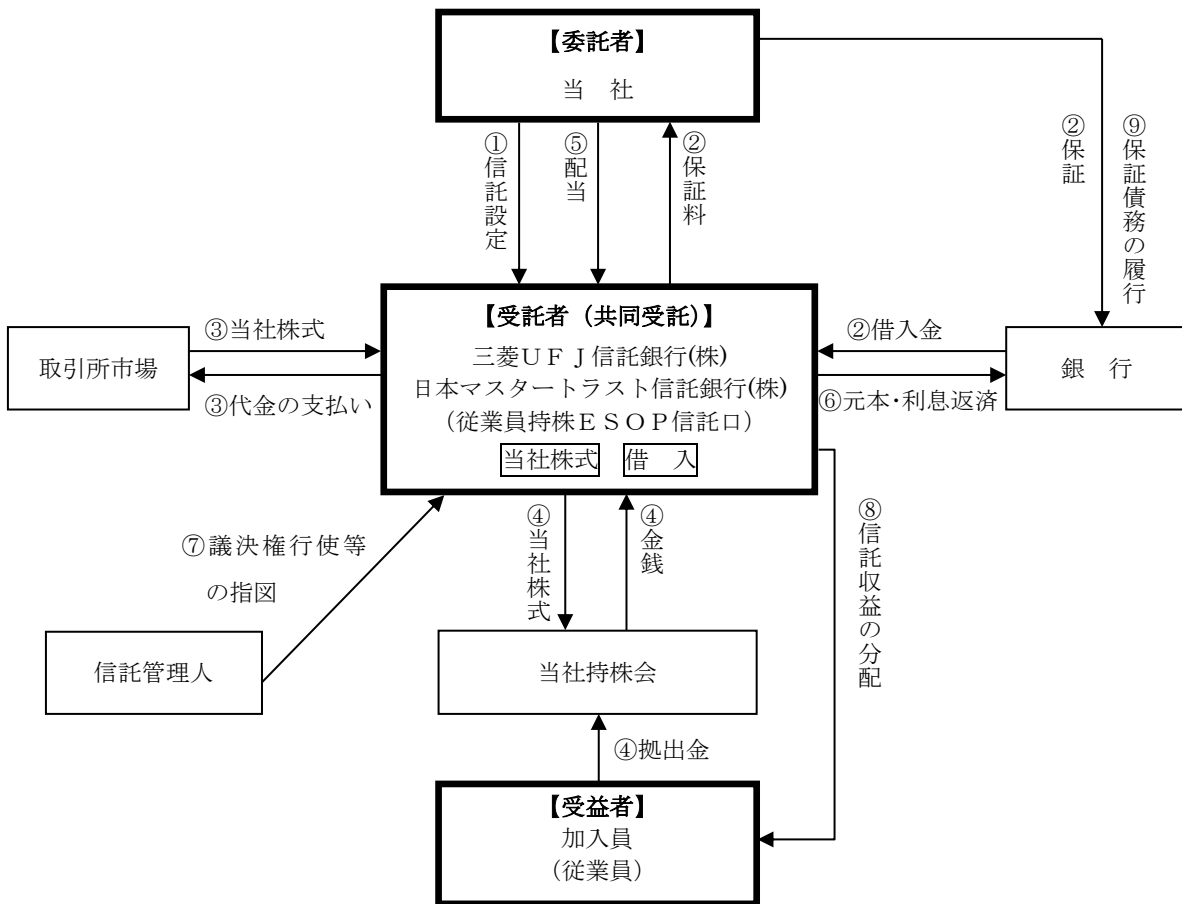 【委託者】
当　社
①信託設定
⑤配当
②保証料
②保証
⑨保証債務の履行
【受託者（共同受託）】
三菱ＵＦＪ信託銀行(株)
日本マスタートラスト信託銀行(株)
（従業員持株ＥＳＯＰ信託口）
当社株式　借　入
取引所市場
③当社株式
③代金の支払い
②借入金
⑥元本・利息返済
銀　行
⑦議決権行使等
の指図
信託管理人
④当社株式
④金銭
⑧信託収益の分配
当社持株会
④拠出金
【受益者】
加入員
（従業員）